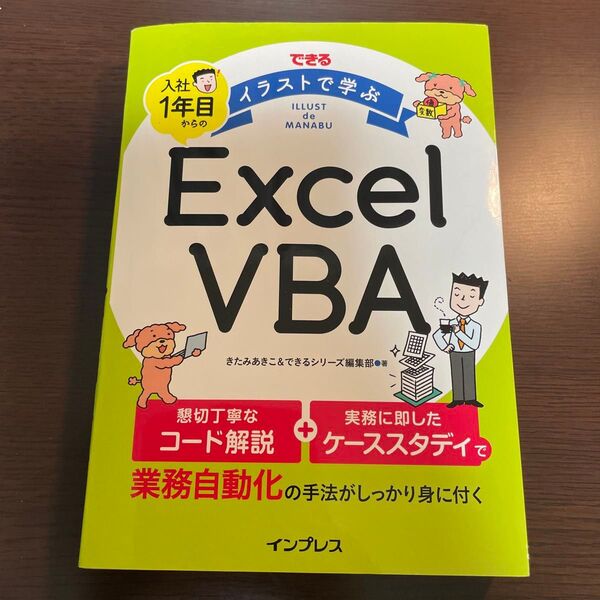 できる
イラストで学ぶ
ILLUST
de
MANABU
入社
1年目
からの
変数
Excel
VBA
きたみあきこ&できるシリーズ編集部●著
懇切丁寧な
コード解説
+
実務に即した
ケーススタディで
業務自動化の手法がしっかり身に付く
インプレス